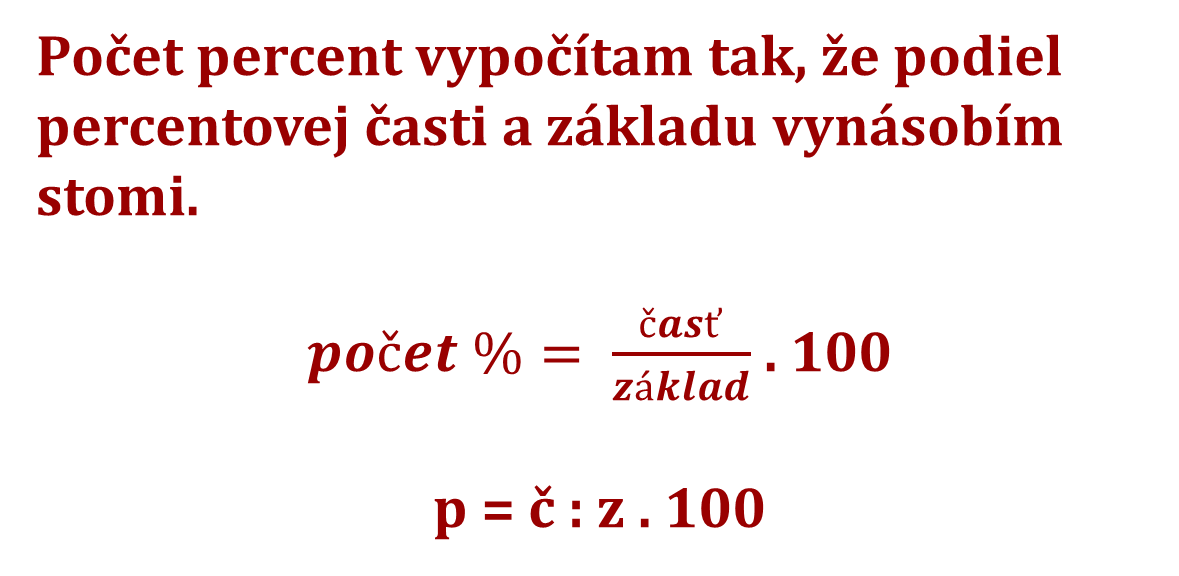 Počet percent vypočítam tak, že podiel
percentovej časti a základu vynásobím
stomi.
počet % = časť / základ . 100
p = č : z . 100